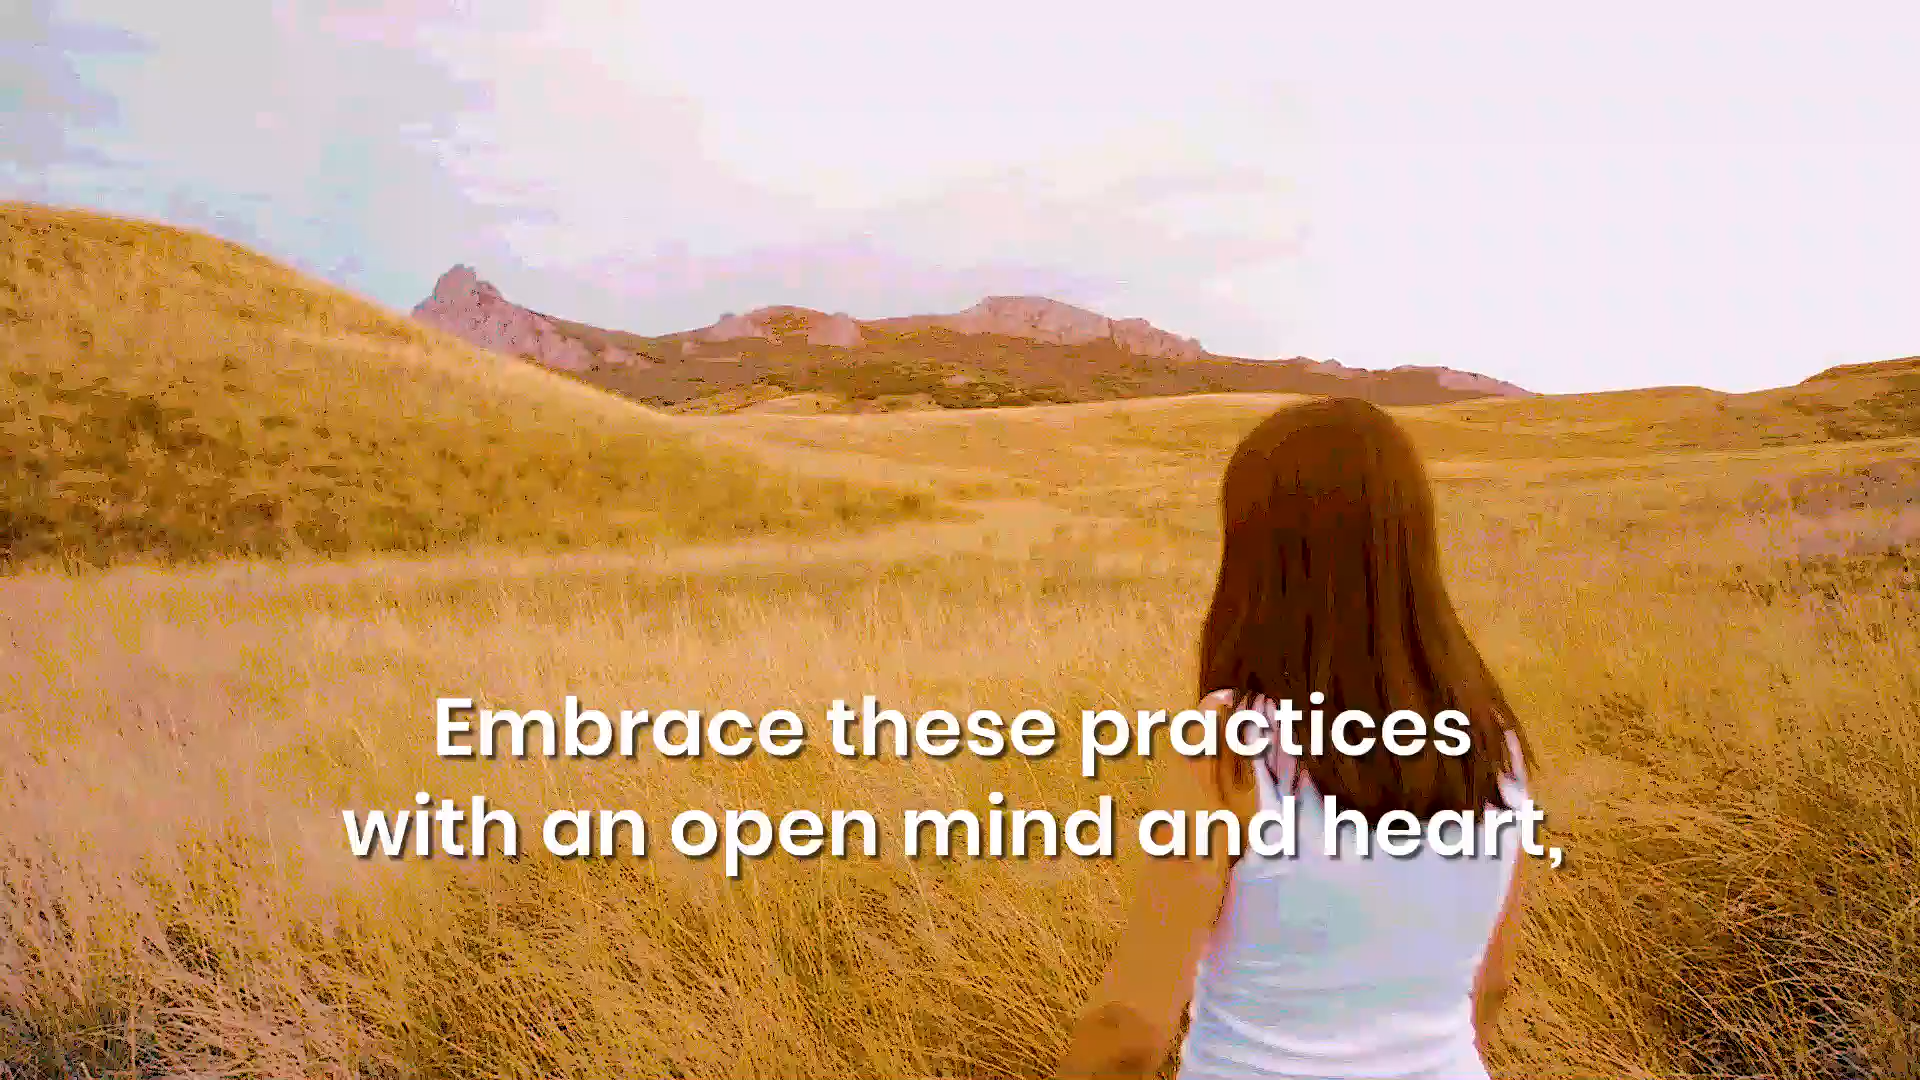 Embrace these practices
with an open mind and heart,